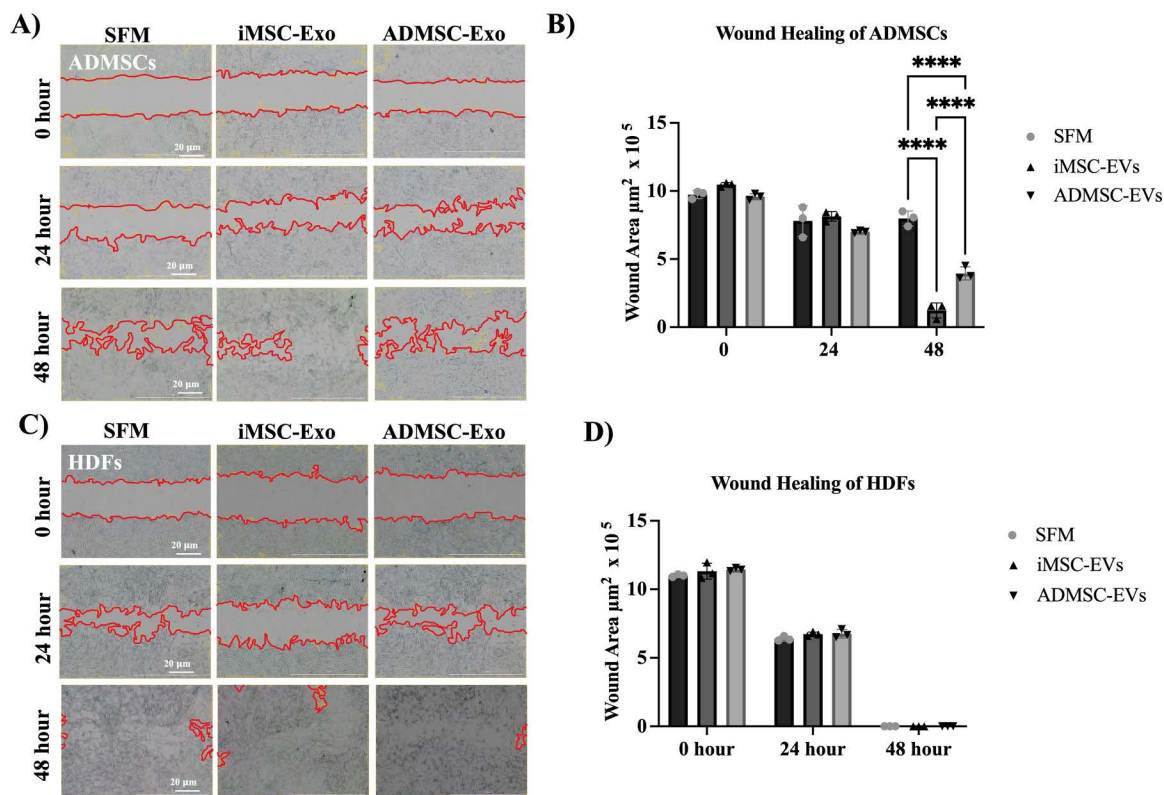 A)
SFM iMSC-Exo ADMSC-Exo
ADMSCs
0 hour
20 µm
24 hour
20 µm
48 hour
20 µm
B)
Wound Healing of ADMSCs
**** 
****
****
Wound Area µm² x 10 5
15
10
5
0
0 24 48
SFM
iMSC-EVs
ADMSC-EVs
C)
SFM iMSC-Exo ADMSC-Exo
HDFs
0 hour
20 µm
24 hour
20 µm
48 hour
20 µm
D)
Wound Healing of HDFs
Wound Area µm² x 10 5
15
10
5
0
0 hour 24 hour 48 hour
SFM
iMSC-EVs
ADMSC-EVs